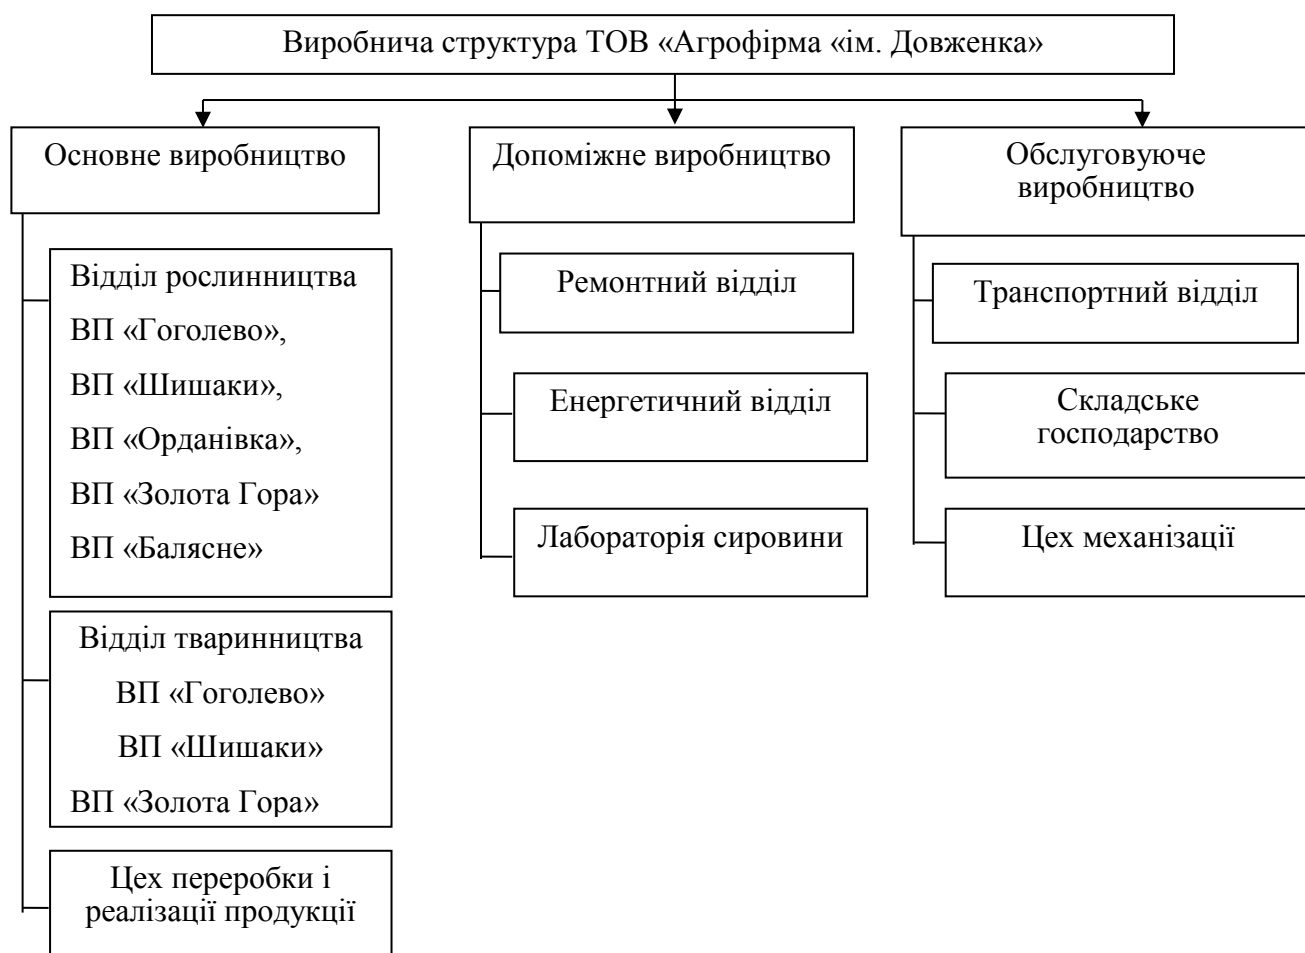 Виробнича структура ТОВ «Агрофірма «ім. Довженка»
Основне виробництво
Відділ рослинництва
ВП «Гоголево»,
ВП «Шишаки»,
ВП «Орданівка»,
ВП «Золота Гора»
ВП «Балясне»
Відділ тваринництва
ВП «Гоголево»
ВП «Шишаки»
ВП «Золота Гора»
Цех переробки і
реалізації продукції
Допоміжне виробництво
Ремонтний відділ
Енергетичний відділ
Лабораторія сировини
Обслуговуюче
виробництво
Транспортний відділ
Складське
господарство
Цех механізації